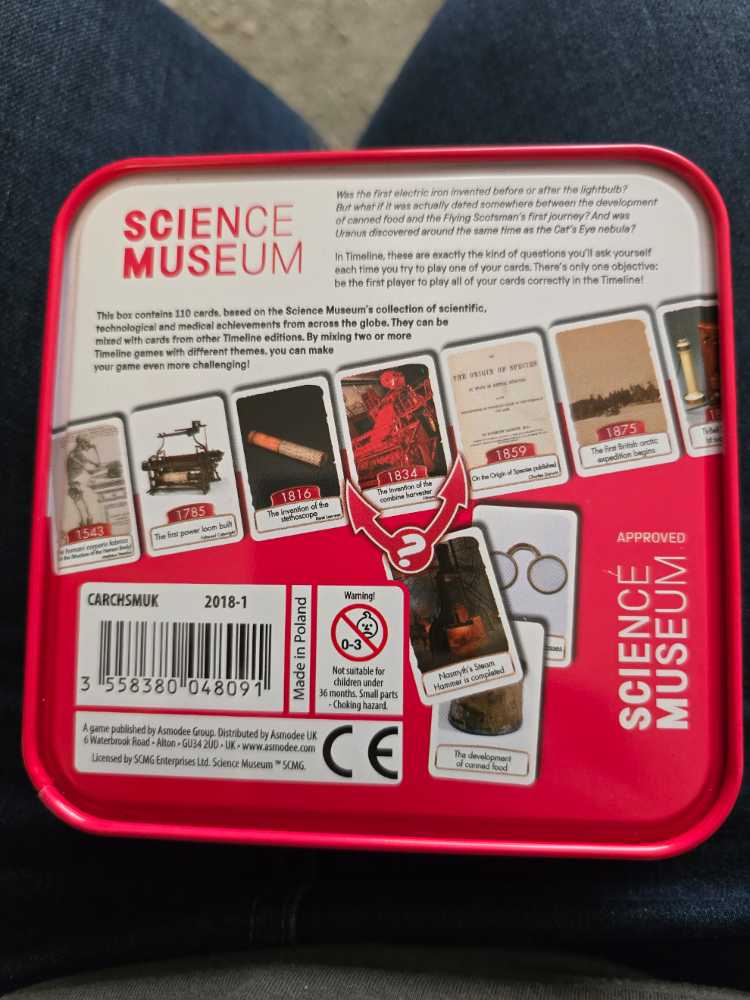 SCIENCE
MUSEUM
Was the first electric iron invented before or after the lightbulb?
But what if it was actually dated somewhere between the development
of canned food and the Flying Scotsman's first journey? And was
Uranus discovered around the same time as the Cat's Eye nebula?
In Timeline, these are exactly the kind of questions you'll ask yourself
each time you try to play one of your cards. There's only one objective:
be the first player to play all of your cards correctly in the Timeline!
This box contains 110 cards, based on the Science Museum's collection of scientific,
technological and medical achievements from across the globe. They can be
mixed with cards from other Timeline editions. By mixing two or more
Timeline games with different themes, you can make
your game even more challenging!
1543
1785
The first power loom built
1816
The invention of the
stethoscope
1834
The invention of the
combine harvester
THE ORIGIN OF SPECIES
1859
On the Origin of Species published
Charles Darwin
1875
The first British arctic
expedition begins
?
Nasmyth's Steam
Hammer is completed
The development
of canned food
APPROVED
SCIENCE
MUSEUM
CARCHSMUK 2018-1
3 558380 048091
Made in Poland
Warning!
0-3
Not suitable for
children under
36 months. Small parts
- Choking hazard.
A game published by Asmodee Group. Distributed by Asmodee UK
6 Waterbrook Road • Alton • GU34 2UD • UK • www.asmodee.com
Licensed by SCMG Enterprises Ltd. Science Museum ™ SCMG.
CE